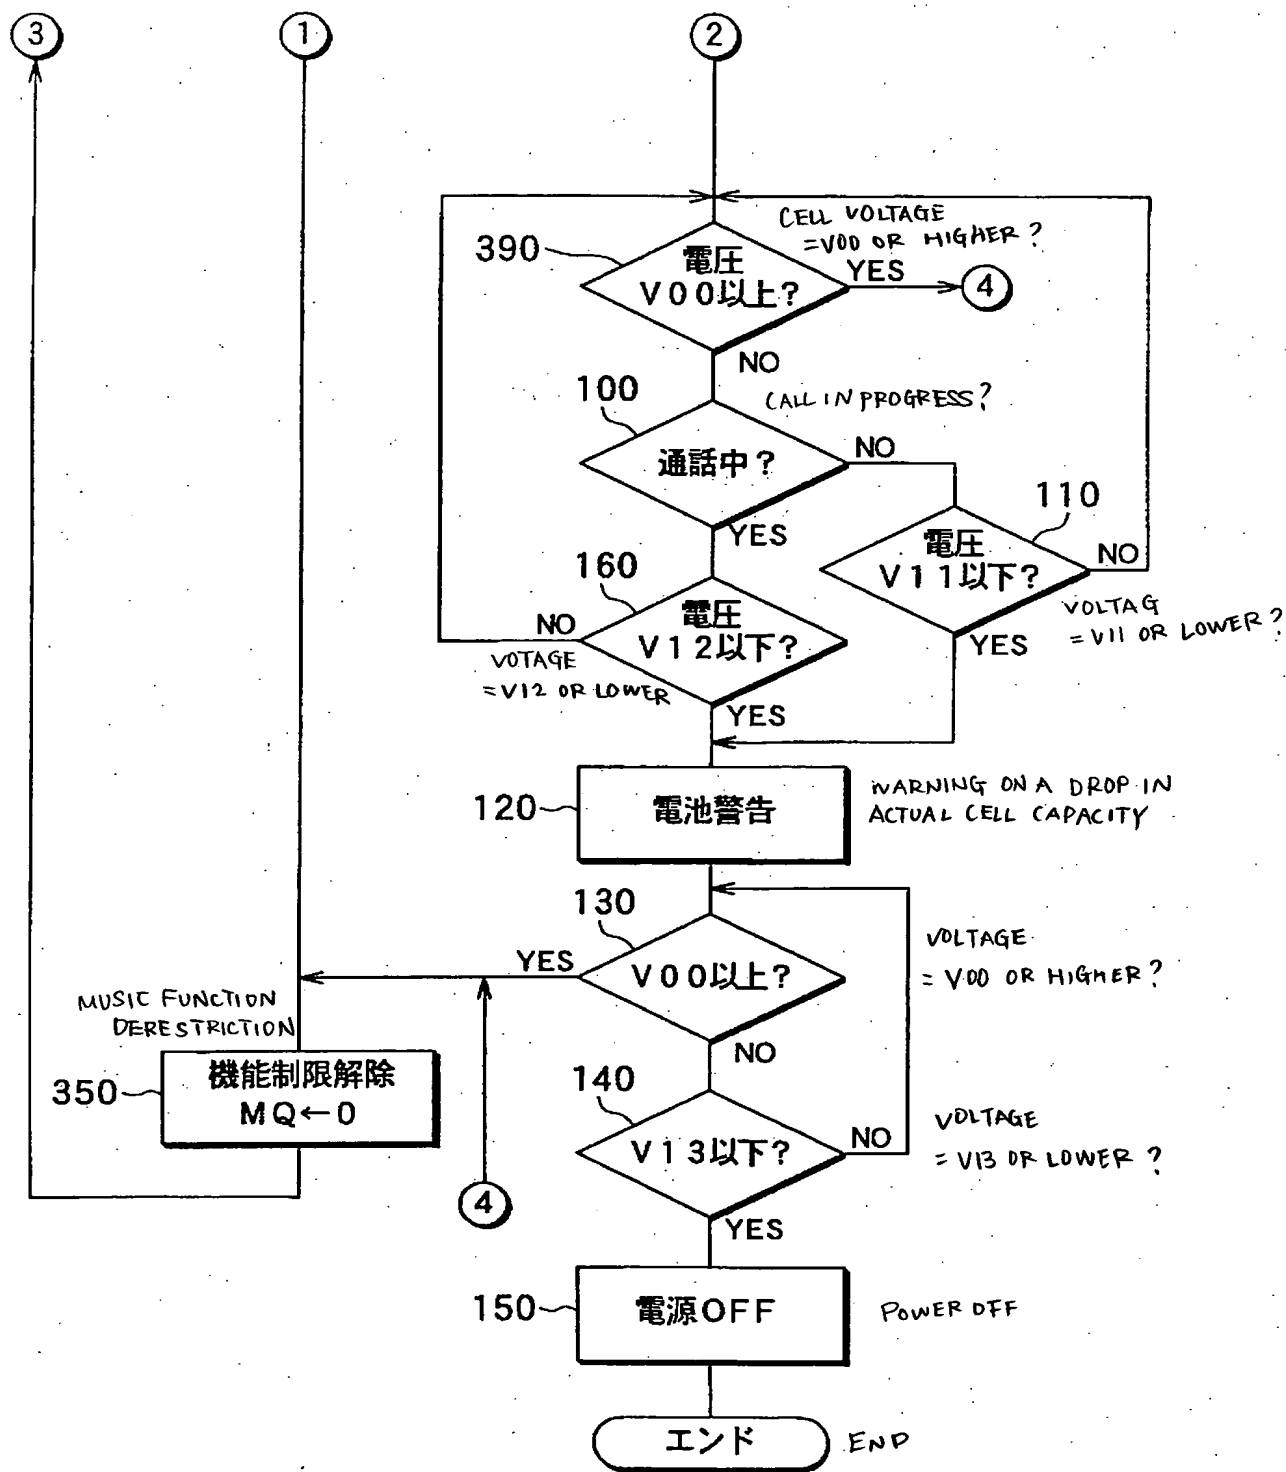 3
1
2
CELL VOLTAGE
=V00 OR HIGHER?
390
電圧
V00以上?
YES
4
NO
100
CALL IN PROGRESS?
通話中?
NO
YES
110
電圧
V11以下?
NO
VOLTAG
=V11 OR LOWER?
YES
160
電圧
V12以下?
NO
VOTAGE
=V12 OR LOWER
YES
120
電池警告
WARNING ON A DROP IN
ACTUAL CELL CAPACITY
130
V00以上?
YES
VOLTAGE
= V00 OR HIGHER?
NO
MUSIC FUNCTION
DERESTRICTION
350
機能制限解除
MQ←0
4
140
V13以下?
NO
VOLTAGE
= V13 OR LOWER?
YES
150
電源OFF
POWER OFF
エンド
END